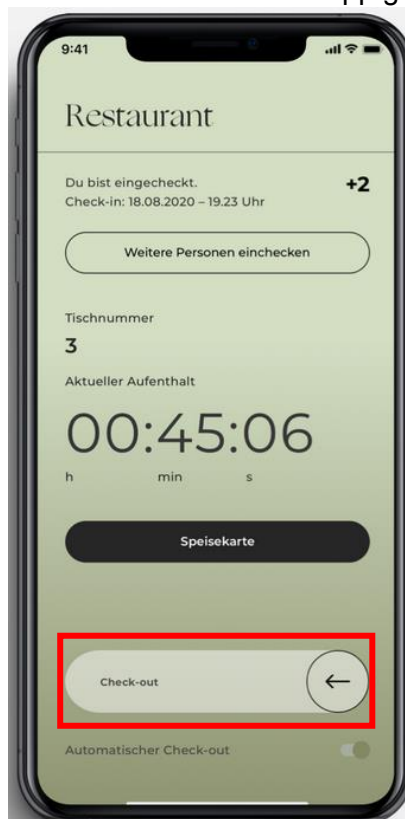 9:41
Restaurant
Du bist eingecheckt.
+2
Check-in: 18.08.2020 – 19.23 Uhr
Weitere Personen einchecken
Tischnummer
3
Aktueller Aufenthalt
00:45:06
h min s
Speisekarte
Check-out
Automatischer Check-out